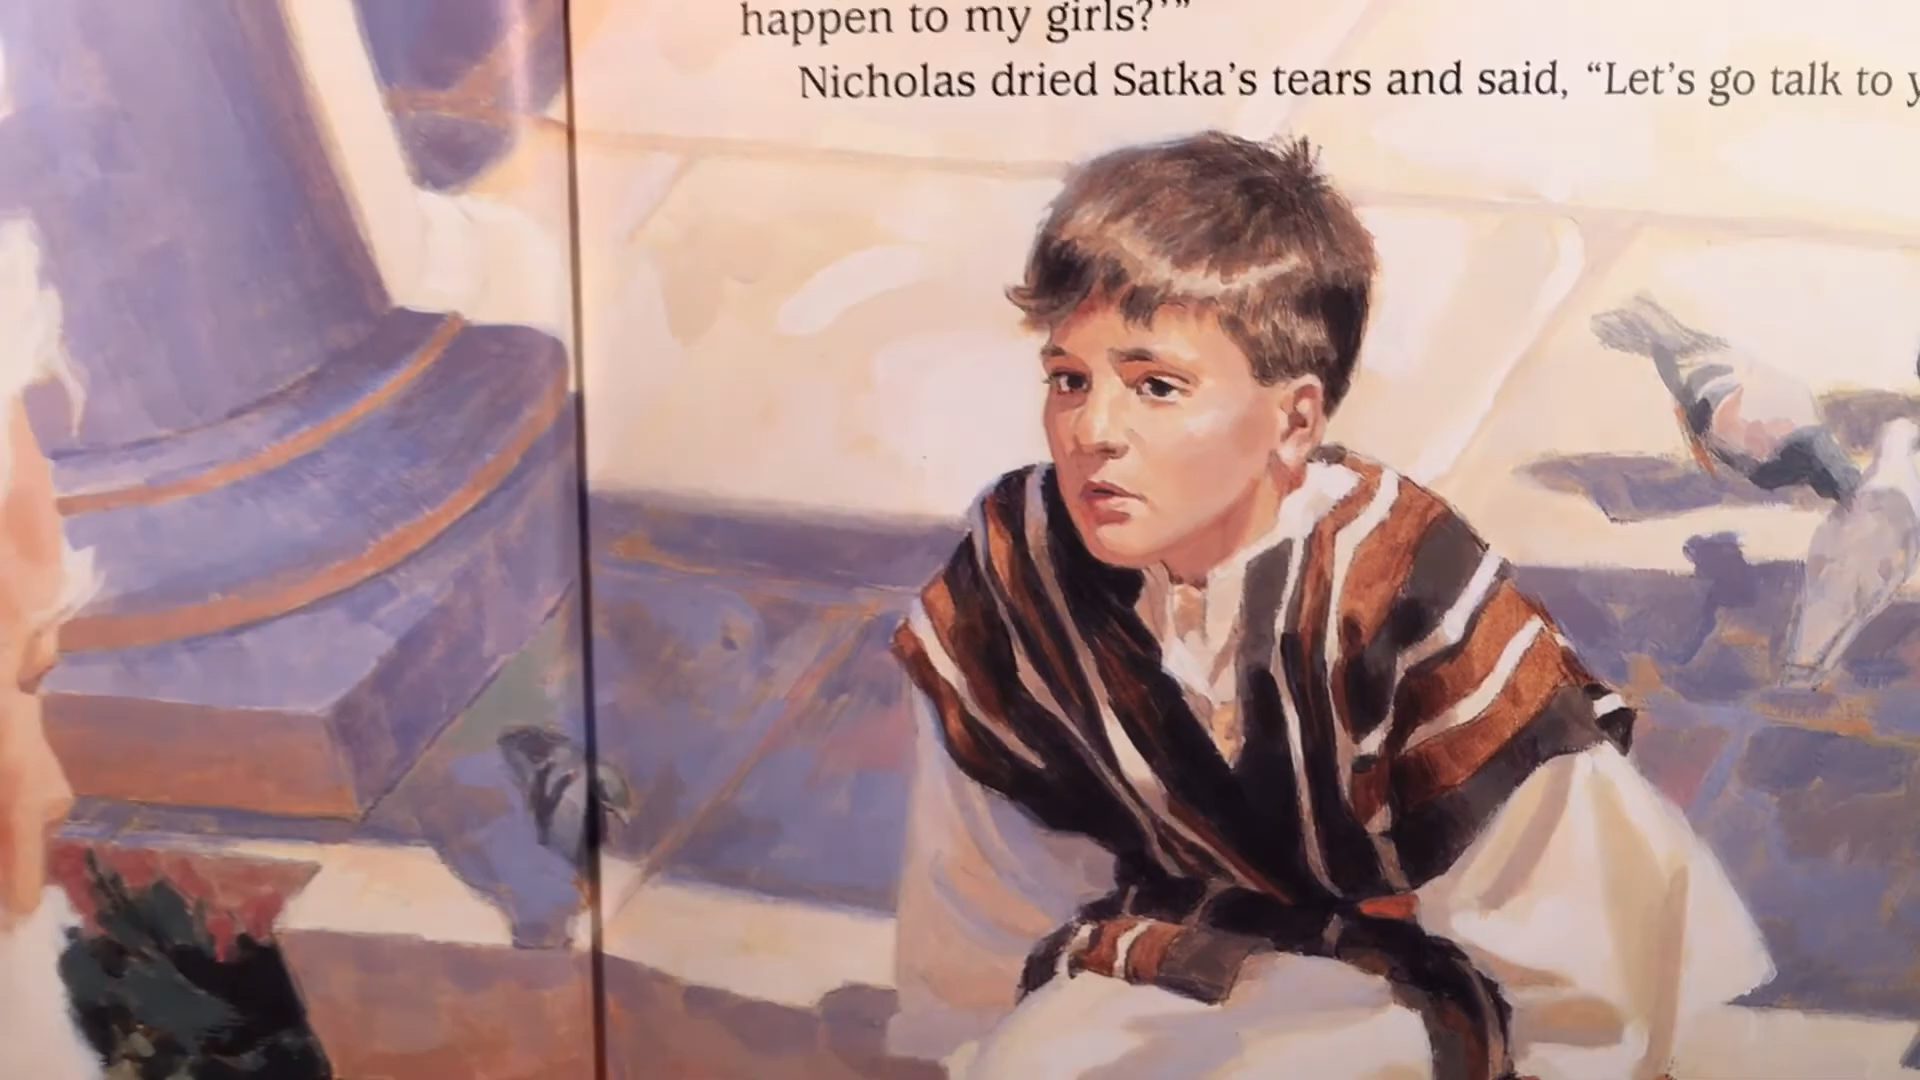 happen to my girls?'"
Nicholas dried Satka's tears and said, "Let's go talk to